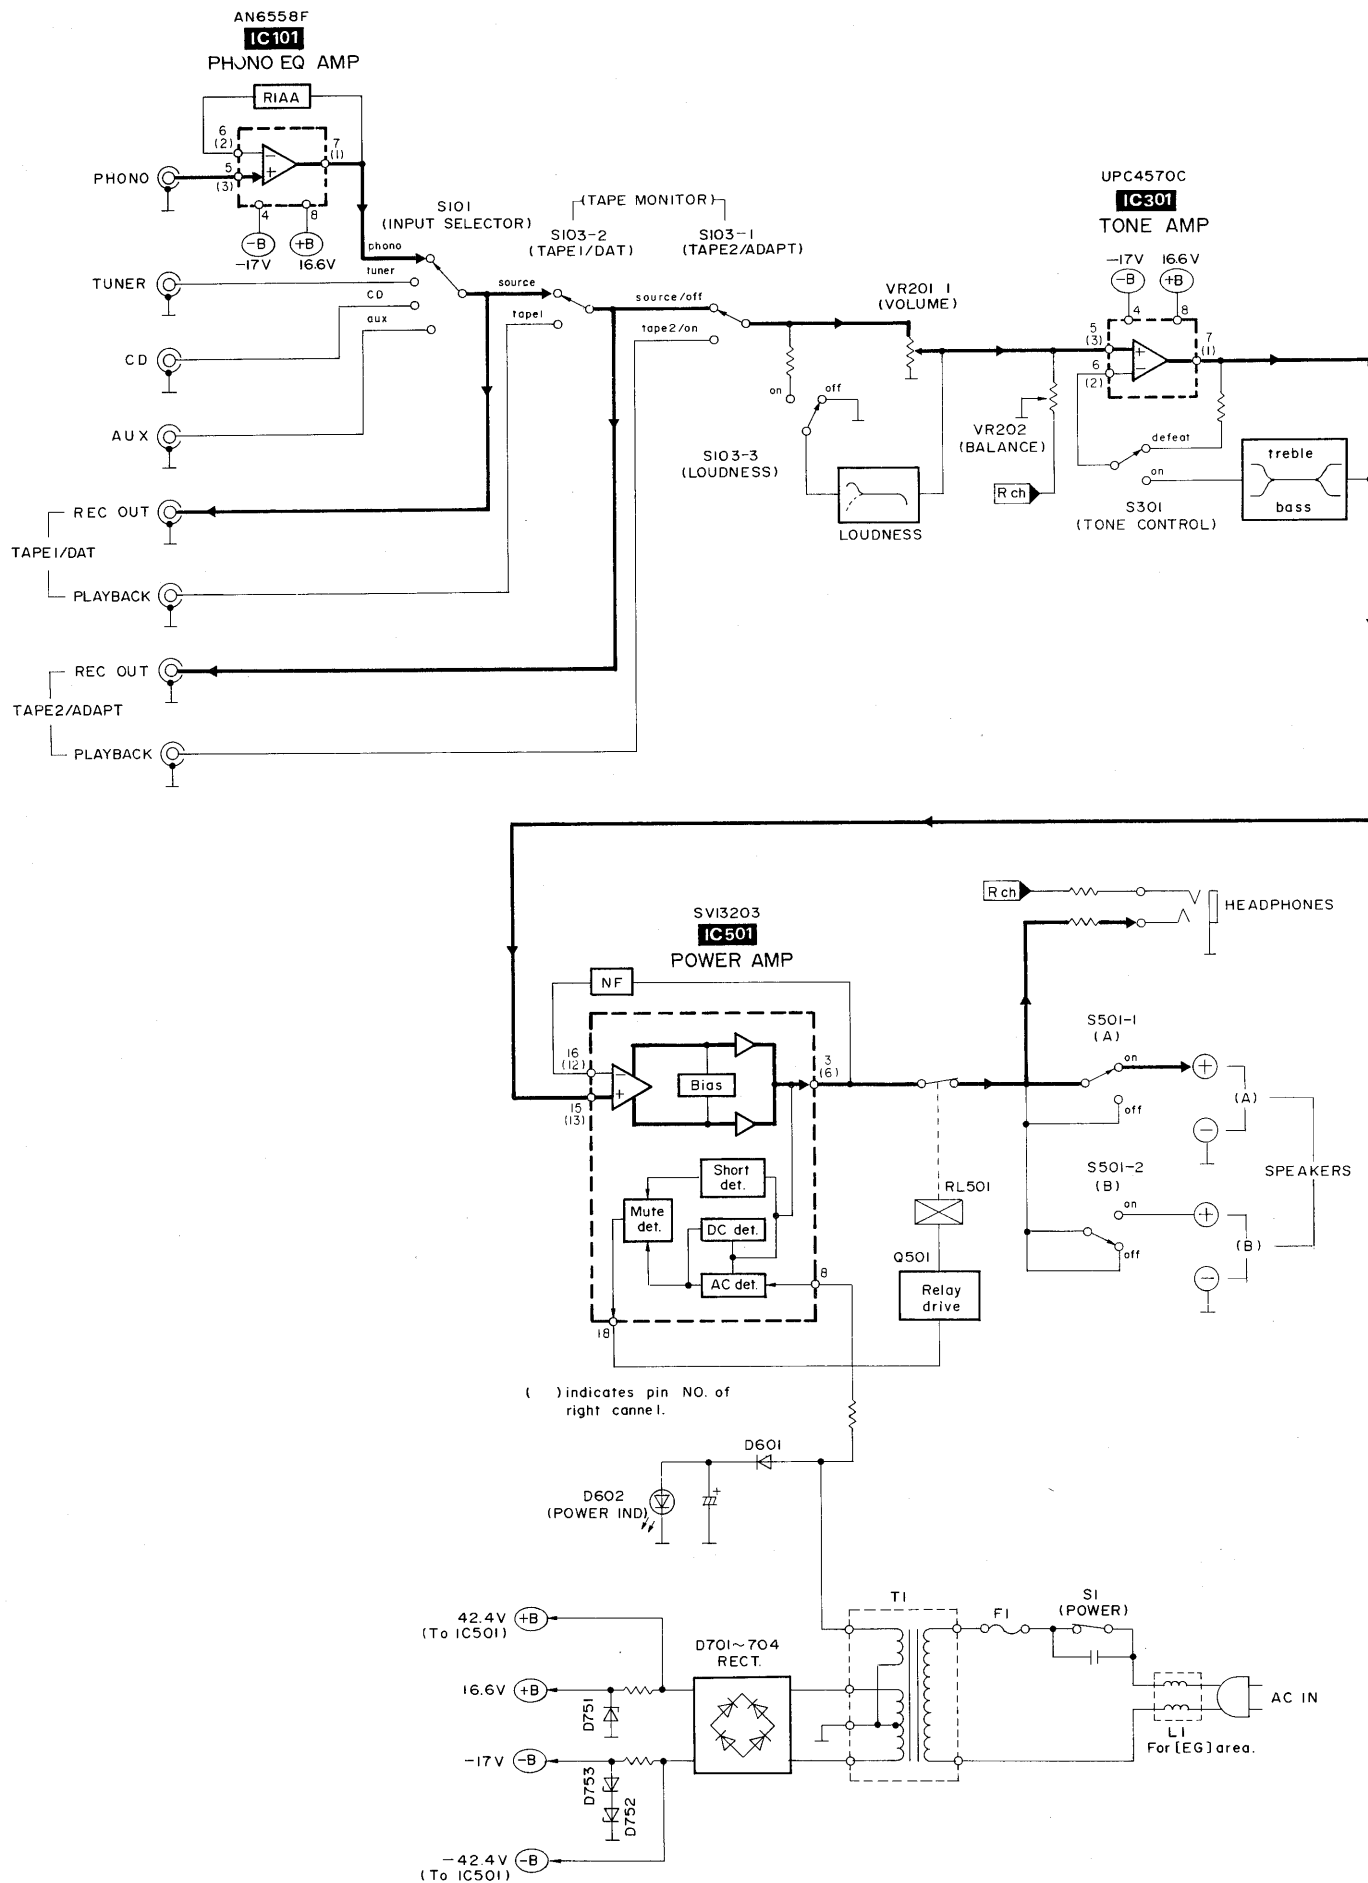 AN6558F
IC101
PHONO EQ AMP
RIAA
6
(2)
7
(1)
5
(3)
4
8
-B
+B
-17V
16.6V
PHONO
TUNER
CD
AUX
REC OUT
TAPE1/DAT
PLAYBACK
REC OUT
TAPE2/ADAPT
PLAYBACK
S101
(INPUT SELECTOR)
phono
tuner
CD
aux
(TAPE MONITOR)
S103-2
(TAPE1/DAT)
S103-1
(TAPE2/ADAPT)
source
tape1
source/off
tape2/on
VR201 1
(VOLUME)
on
off
S103-3
(LOUDNESS)
LOUDNESS
VR202
(BALANCE)
R ch
UPC4570C
IC301
TONE AMP
-17V
16.6V
-B
+B
4
8
5
(3)
6
(2)
7
(1)
defeat
on
S301
(TONE CONTROL)
treble
bass
SVI3203
IC501
POWER AMP
NF
16
(12)
15
(13)
3
(6)
Bias
Short
det.
Mute
det.
DC det.
AC det.
8
18
R ch
HEADPHONES
S501-1
(A)
on
off
+
(A)
-
S501-2
(B)
on
off
+
(B)
-
SPEAKERS
RL501
Q501
Relay
drive
( ) indicates pin NO. of
right cannel.
D601
D602
(POWER IND)
+
42.4V +B
(To IC501)
16.6V +B
D751
-17V -B
D753
D752
-42.4V -B
(To IC501)
D701~704
RECT.
T1
F1
S1
(POWER)
AC IN
L1
For [EG] area.